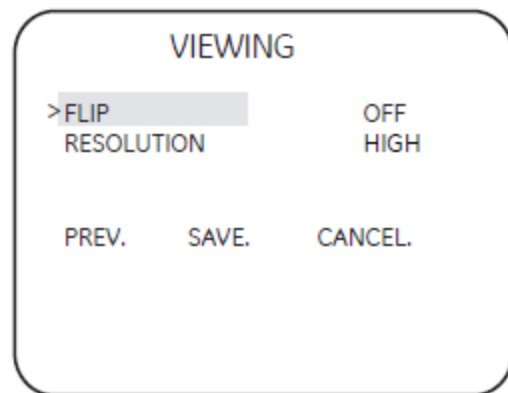 VIEWING
>FLIP OFF
RESOLUTION HIGH
PREV. SAVE. CANCEL.